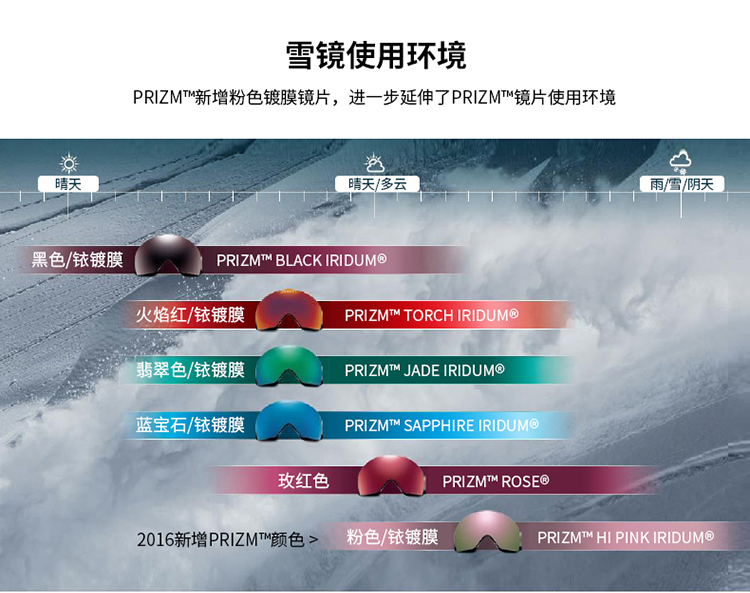 雪镜使用环境
PRIZM™新增粉色镀膜镜片，进一步延伸了PRIZM™镜片使用环境
晴天 晴天/多云 雨/雪/阴天
黑色/铱镀膜 PRIZM™ BLACK IRIDUM®
火焰红/铱镀膜 PRIZM™ TORCH IRIDUM®
翡翠色/铱镀膜 PRIZM™ JADE IRIDUM®
蓝宝石/铱镀膜 PRIZM™ SAPPHIRE IRIDUM®
玫红色 PRIZM™ ROSE®
2016新增PRIZM™颜色 > 粉色/铱镀膜 PRIZM™ HI PINK IRIDUM®